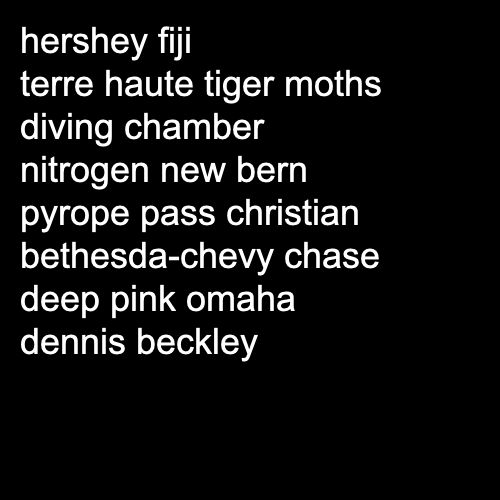 hershey fiji
terre haute tiger moths
diving chamber
nitrogen new bern
pyrope pass christian
bethesda-chevy chase
deep pink omaha
dennis beckley